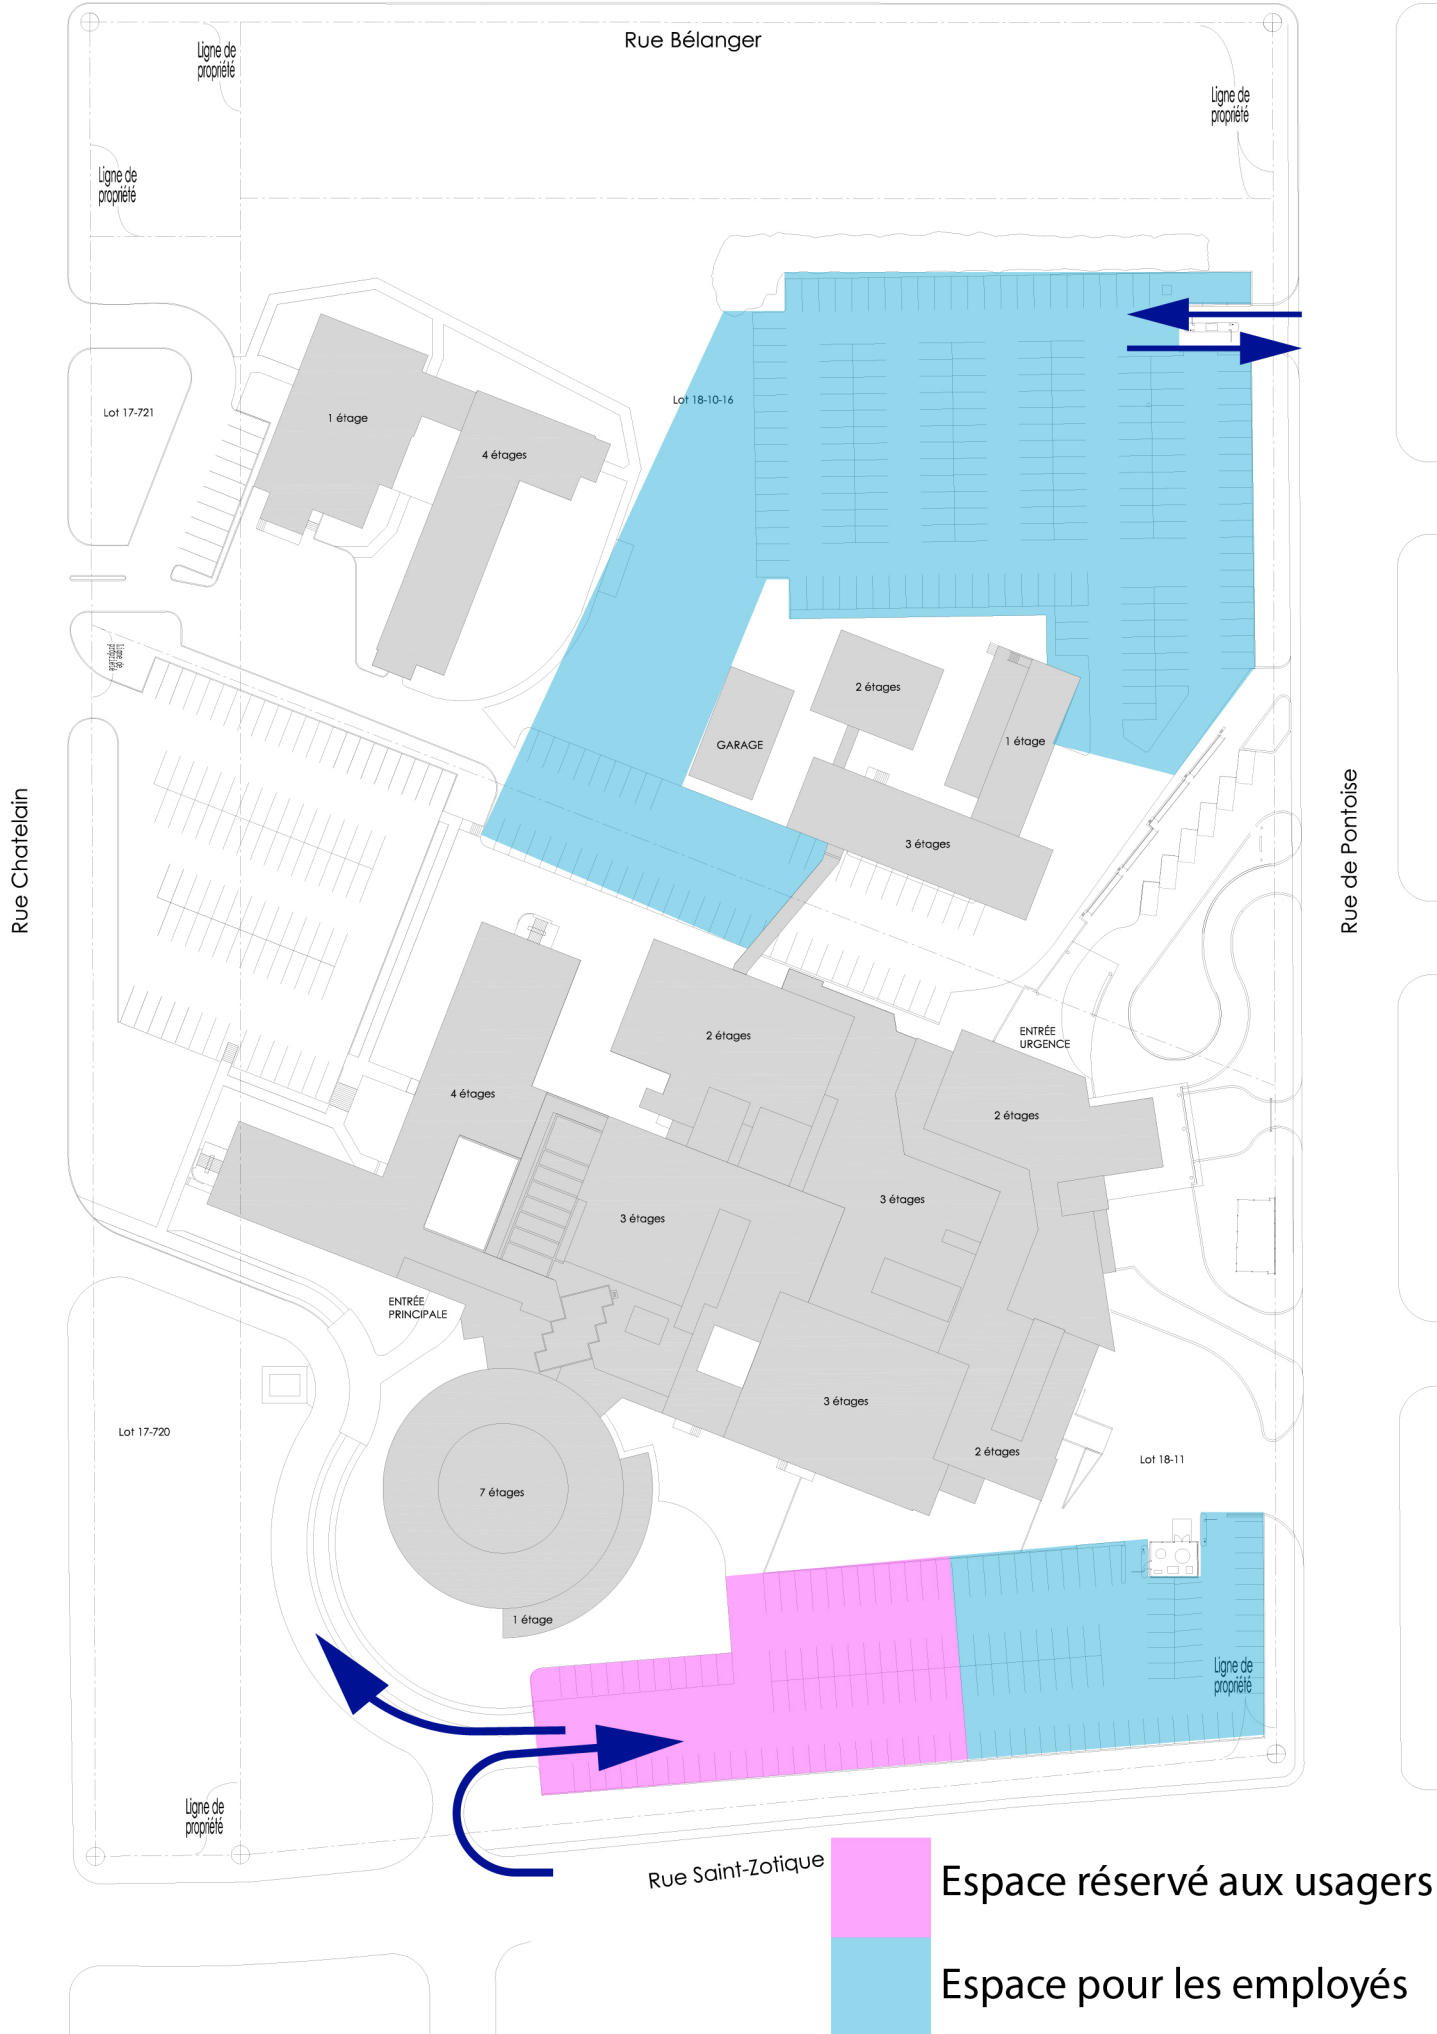 Rue Bélanger
Ligne de
propriété
Ligne de
propriété
Ligne de
propriété
Lot 17-721
1 étage
4 étages
Lot 18-10-16
Ligne de
propriété
2 étages
GARAGE
1 étage
3 étages
Rue Chatelain
Rue de Pontoise
ENTRÉE
URGENCE
2 étages
4 étages
2 étages
3 étages
3 étages
ENTRÉE
PRINCIPALE
3 étages
Lot 17-720
2 étages
Lot 18-11
7 étages
1 étage
Ligne de
propriété
Ligne de
propriété
Rue Saint-Zotique
Espace réservé aux usagers
Espace pour les employés